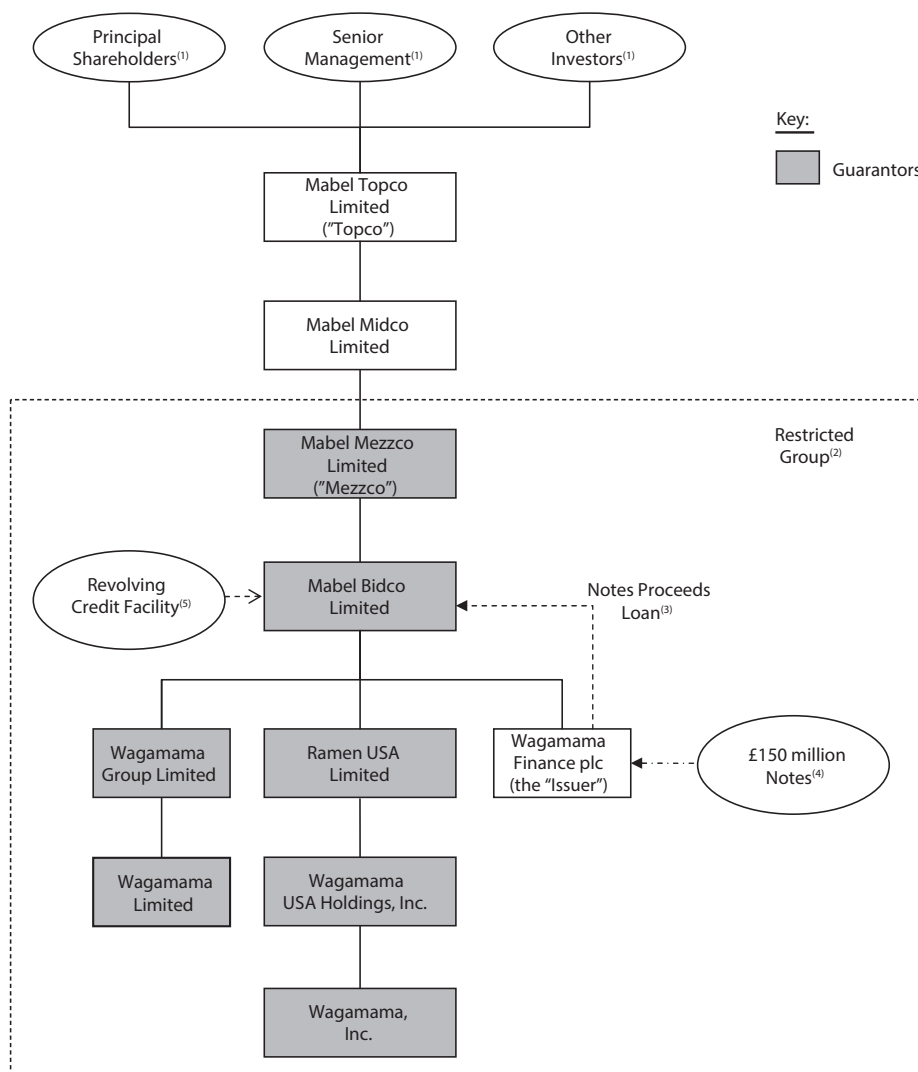 Principal
Shareholders(1)
Senior
Management(1)
Other
Investors(1)
Key:
Guarantors
Mabel Topco
Limited
("Topco")
Mabel Midco
Limited
Restricted
Group(2)
Mabel Mezzco
Limited
("Mezzco")
Revolving
Credit Facility(5)
Mabel Bidco
Limited
Notes Proceeds
Loan(3)
Wagamama
Group Limited
Ramen USA
Limited
Wagamama
Finance plc
(the "Issuer")
£150 million
Notes(4)
Wagamama
Limited
Wagamama
USA Holdings, Inc.
Wagamama,
Inc.